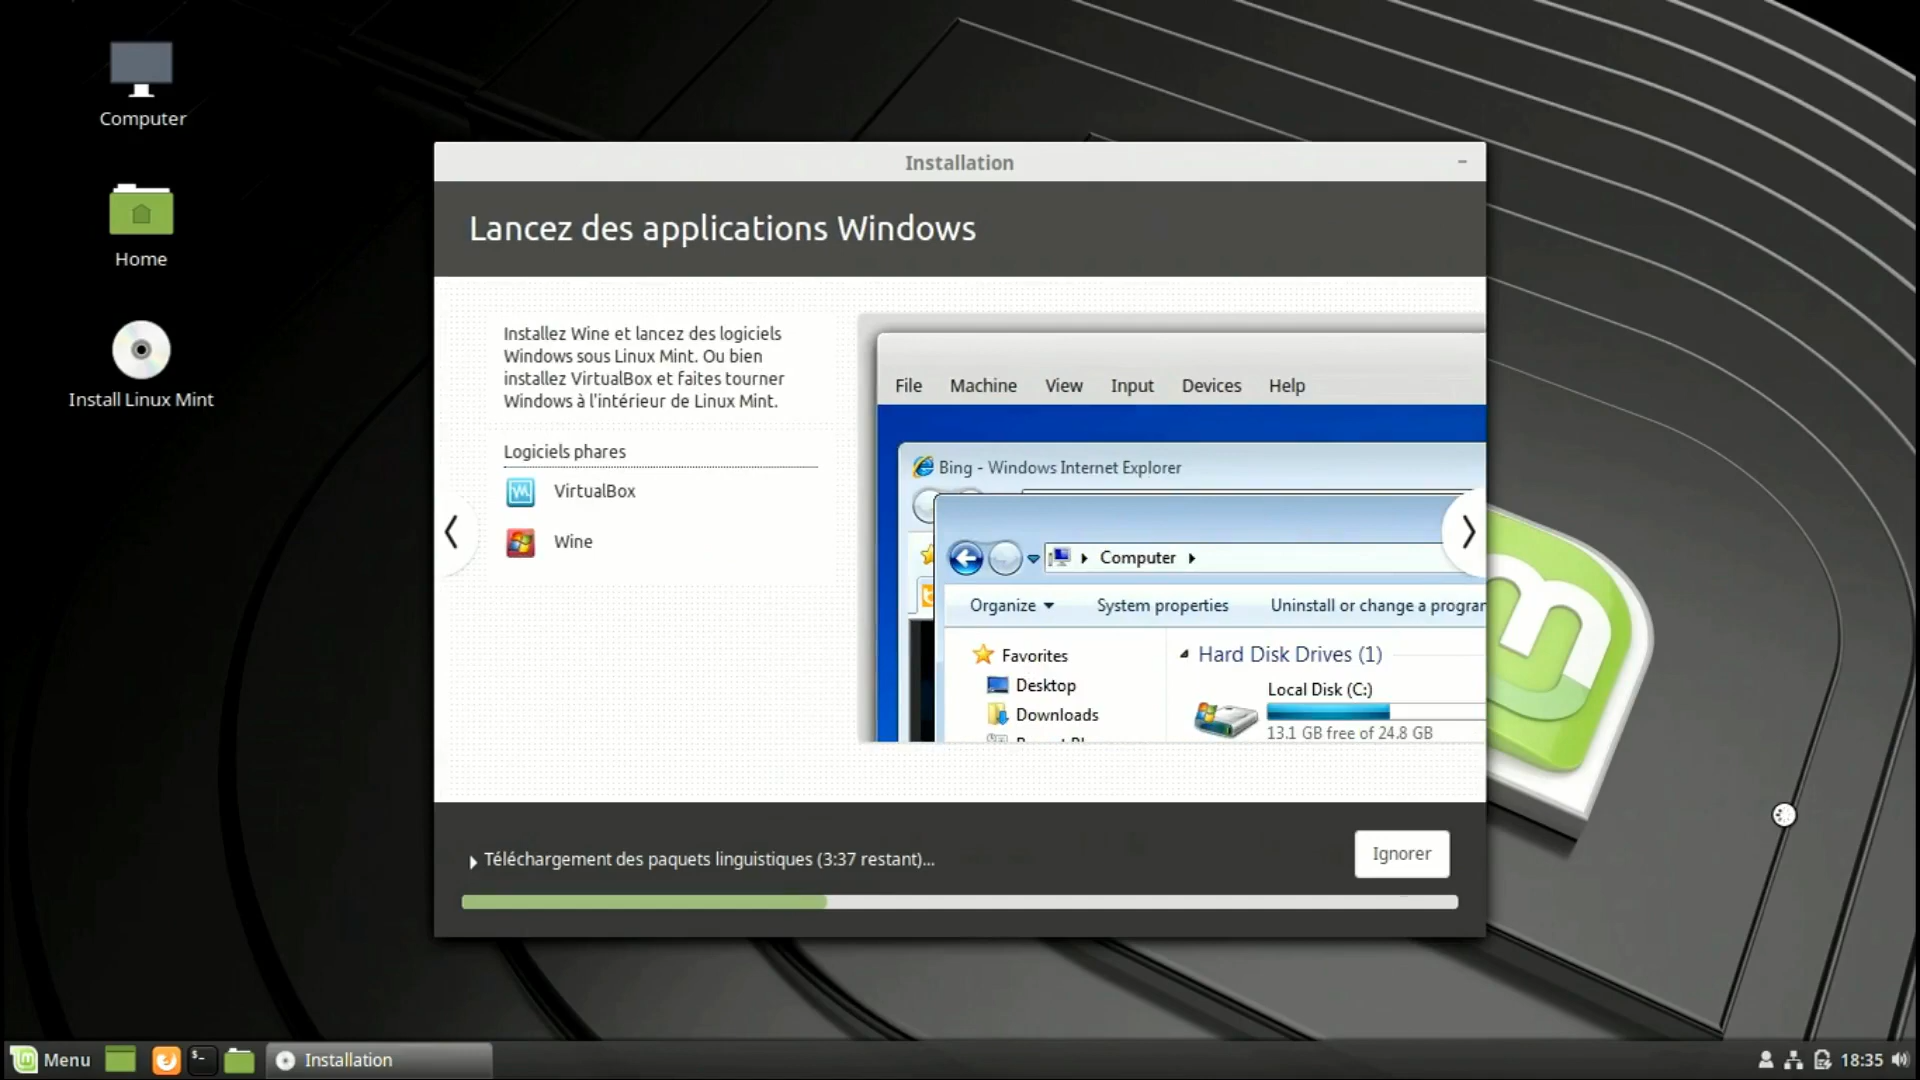 Computer
Home
Install Linux Mint
Installation
Lancez des applications Windows
Installez Wine et lancez des logiciels
Windows sous Linux Mint. Ou bien
installez VirtualBox et faites tourner
Windows à l'intérieur de Linux Mint.
Logiciels phares
VirtualBox
Wine
File Machine View Input Devices Help
Bing - Windows Internet Explorer
Computer
Organize System properties Uninstall or change a
Favorites
Desktop
Downloads
Hard Disk Drives (1)
Local Disk (C:)
13.1 GB free of 24.8 GB
Téléchargement des paquets linguistiques (3:37 restant)...
Ignorer
Menu
Installation
18:35